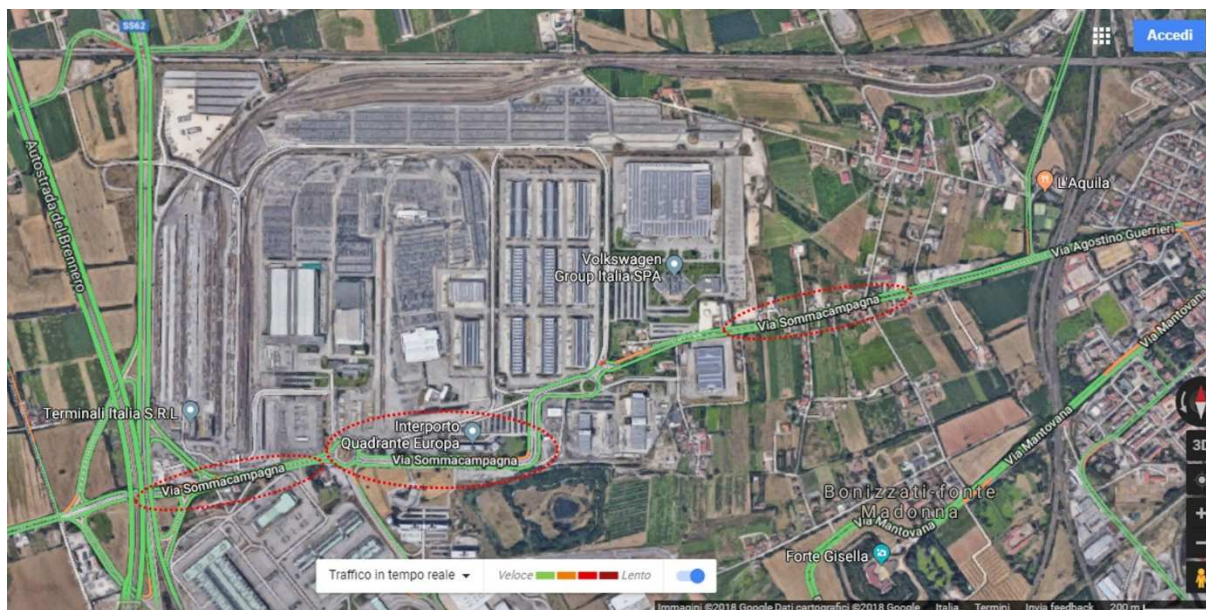 SS62
Accedi
Autostrada del Brennero
L'Aquila
Via Agostino Guerrieri
Volkswagen
Group Italia SPA
Via Sommacampagna
Via Mantovana
Terminali Italia S.R.L
Interporto
Quadrante Europa
Via Sommacampagna
Via Sommacampagna
Via Mantovana
3D
Bonizzati-fonte
Madonna
Via Mantovana
Forte Gisella
Traffico in tempo reale
Veloce
Lento
Immagini ©2018 Google, Dati cartografici ©2018 Google
Italia
Termini
Invia feedback
200 m